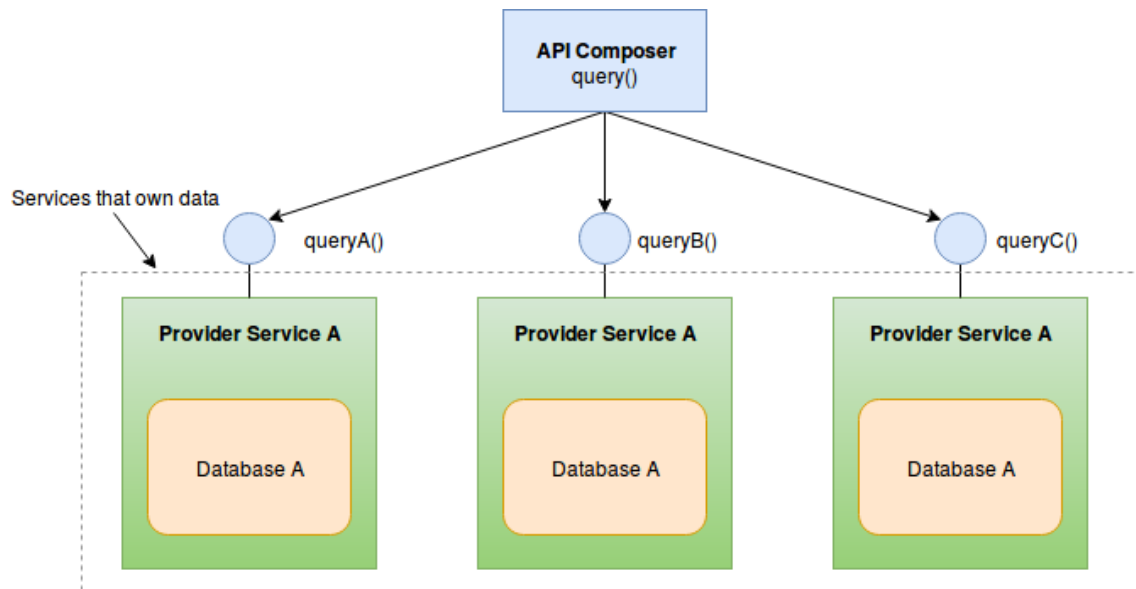 API Composer
query()
Services that own data
queryA()
queryB()
queryC()
Provider Service A
Provider Service A
Provider Service A
Database A
Database A
Database A